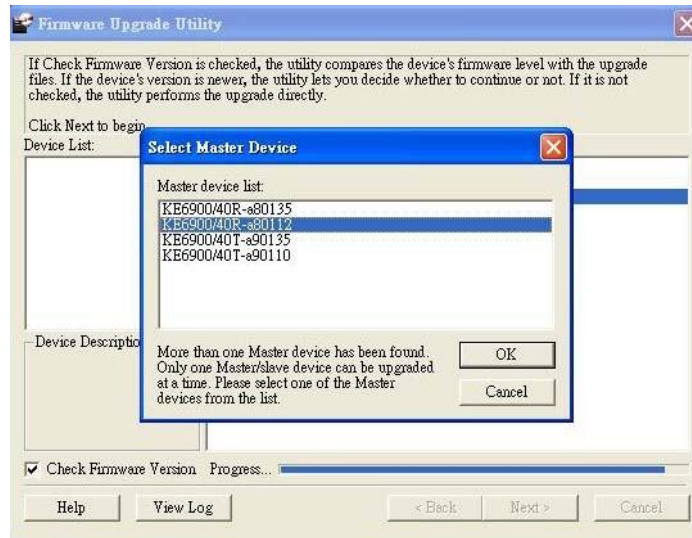 Firmware Upgrade Utility
If Check Firmware Version is checked, the utility compares the device's firmware level with the upgrade
files. If the device's version is newer, the utility lets you decide whether to continue or not. If it is not
checked, the utility performs the upgrade directly.
Click Next to begin
Device List:
Select Master Device
Master device list:
KE6900/40R-a80135
KE6900/40R-a80112
KE6900/40T-a90135
KE6900/40T-a90110
More than one Master device has been found.
Only one Master/slave device can be upgraded
at a time. Please select one of the Master
devices from the list.
OK
Cancel
Device Descriptio
Check Firmware Version Progress...
Help
View Log
< Back
Next >
Cancel